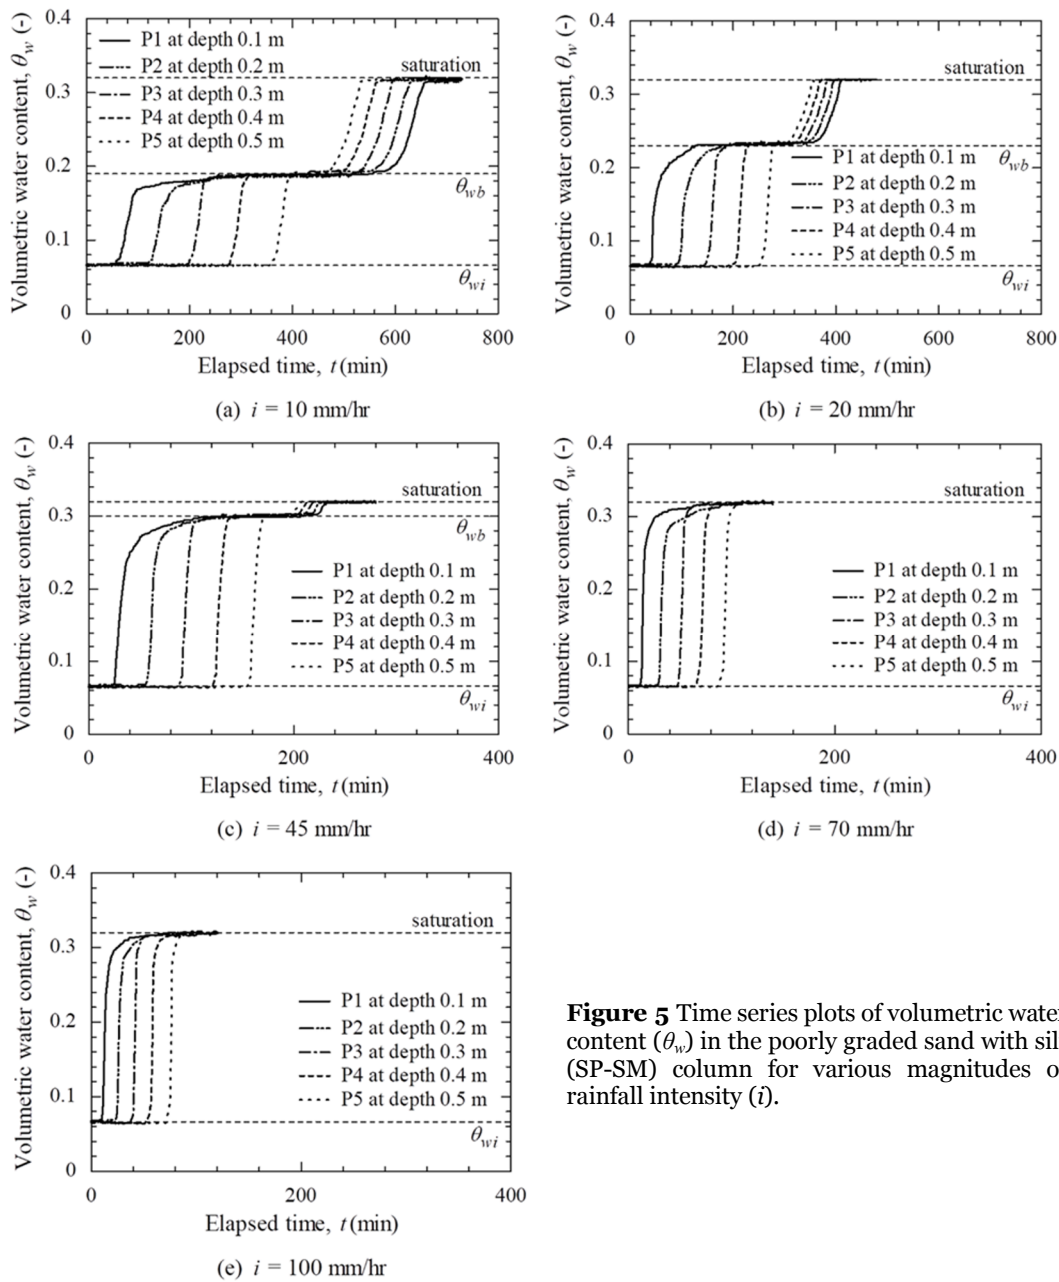 0.4
Volumetric water content, θw (-)
P1 at depth 0.1 m
P2 at depth 0.2 m
P3 at depth 0.3 m
P4 at depth 0.4 m
P5 at depth 0.5 m
saturation
0.3
0.2
θwb
0.1
θwi
0
0 200 400 600 800
Elapsed time, t (min)
(a) i = 10 mm/hr
0.4
Volumetric water content, θw (-)
saturation
0.3
θwb
0.2
P1 at depth 0.1 m
P2 at depth 0.2 m
P3 at depth 0.3 m
P4 at depth 0.4 m
P5 at depth 0.5 m
0.1
θwi
0
0 200 400 600 800
Elapsed time, t (min)
(b) i = 20 mm/hr
0.4
Volumetric water content, θw (-)
saturation
0.3
θwb
P1 at depth 0.1 m
P2 at depth 0.2 m
P3 at depth 0.3 m
P4 at depth 0.4 m
P5 at depth 0.5 m
0.2
0.1
θwi
0
0 200 400
Elapsed time, t (min)
(c) i = 45 mm/hr
0.4
Volumetric water content, θw (-)
saturation
0.3
P1 at depth 0.1 m
P2 at depth 0.2 m
P3 at depth 0.3 m
P4 at depth 0.4 m
P5 at depth 0.5 m
0.2
0.1
θwi
0
0 200 400
Elapsed time, t (min)
(d) i = 70 mm/hr
0.4
Volumetric water content, θw (-)
saturation
0.3
P1 at depth 0.1 m
P2 at depth 0.2 m
P3 at depth 0.3 m
P4 at depth 0.4 m
P5 at depth 0.5 m
0.2
0.1
θwi
0
0 200 400
Elapsed time, t (min)
(e) i = 100 mm/hr
Figure 5 Time series plots of volumetric wate
content (θw) in the poorly graded sand with sil
(SP-SM) column for various magnitudes o
rainfall intensity (i).